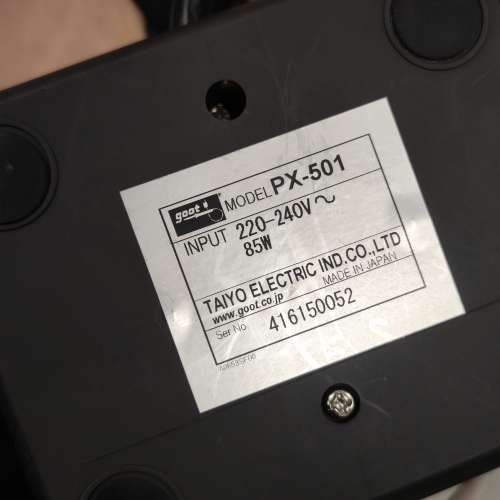 goot
MODEL PX-501
INPUT 220-240V～
85W
TAIYO ELECTRIC IND.CO.,LTD
www.goot.co.jp MADE IN JAPAN
Ser No 416150052